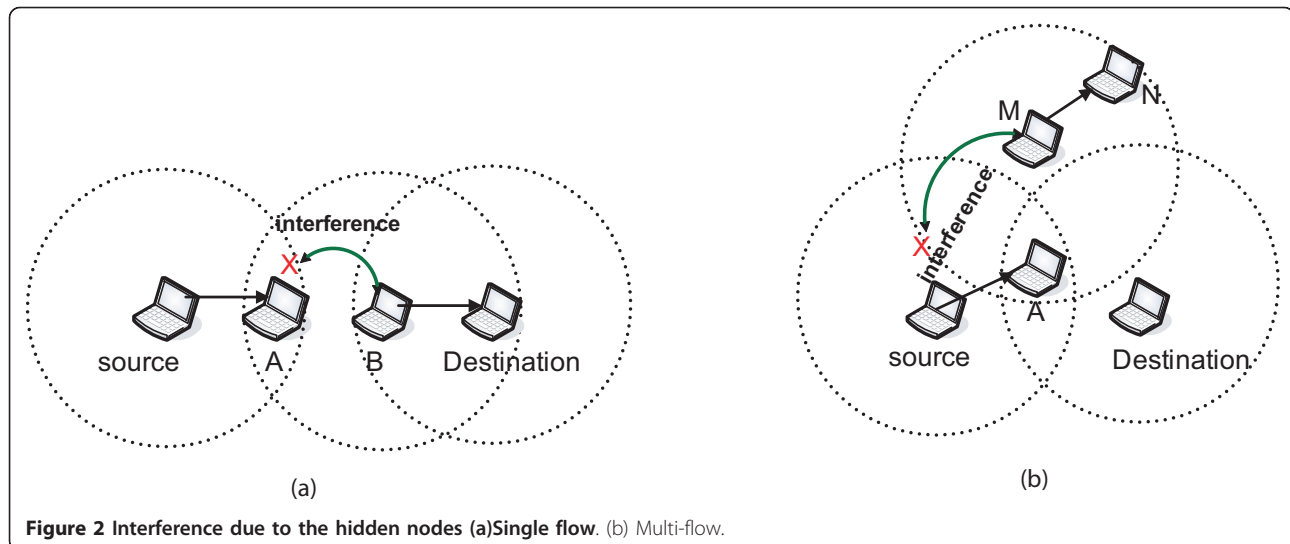 interference
X
source
A
B
Destination
(a)
N
M
X
interference
A
source
Destination
(b)
Figure 2 Interference due to the hidden nodes (a)Single flow. (b) Multi-flow.